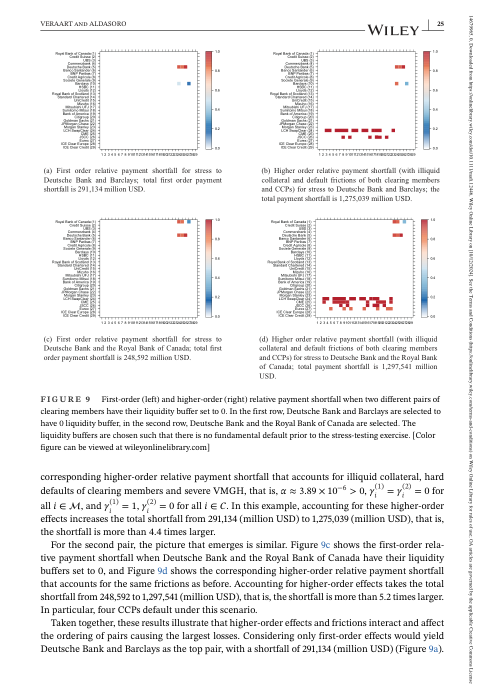 VERAART AND ALDASORO
WILEY
25
(a) First order relative payment shortfall for stress to
Deutsche Bank and Barclays; total first order payment
shortfall is 291,134 million USD.
(b) Higher order relative payment shortfall (with illiquid
collateral and default frictions of both clearing members
and CCPs) for stress to Deutsche Bank and Barclays; the
total payment shortfall is 1,275,039 million USD.
(c) First order relative payment shortfall for stress to
Deutsche Bank and the Royal Bank of Canada; total first
order payment shortfall is 248,592 million USD.
(d) Higher order relative payment shortfall (with illiquid
collateral and default frictions of both clearing members
and CCPs) for stress to Deutsche Bank and the Royal Bank
of Canada; total payment shortfall is 1,297,541 million
USD.
FIGURE 9 First-order (left) and higher-order (right) relative payment shortfall when two different pairs of
clearing members have their liquidity buffer set to 0. In the first row, Deutsche Bank and Barclays are selected to
have 0 liquidity buffer, in the second row, Deutsche Bank and the Royal Bank of Canada are selected. The
liquidity buffers are chosen such that there is no fundamental default prior to the stress-testing exercise. [Color
figure can be viewed at wileyonlinelibrary.com]
corresponding higher-order relative payment shortfall that accounts for illiquid collateral, hard
defaults of clearing members and severe VMGH, that is, α ≈ 3.89 × 10⁻⁶ > 0, γᵢ⁽¹⁾ = γᵢ⁽²⁾ = 0 for
all i ∈ M, and γᵢ⁽¹⁾ = 1, γᵢ⁽²⁾ = 0 for all i ∈ C. In this example, accounting for these higher-order
effects increases the total shortfall from 291,134 (million USD) to 1,275,039 (million USD), that is,
the shortfall is more than 4.4 times larger.
For the second pair, the picture that emerges is similar. Figure 9c shows the first-order rela-
tive payment shortfall when Deutsche Bank and the Royal Bank of Canada have their liquidity
buffers set to 0, and Figure 9d shows the corresponding higher-order relative payment shortfall
that accounts for the same frictions as before. Accounting for higher-order effects takes the total
shortfall from 248,592 to 1,297,541 (million USD), that is, the shortfall is more than 5.2 times larger.
In particular, four CCPs default under this scenario.
Taken together, these results illustrate that higher-order effects and frictions interact and affect
the ordering of pairs causing the largest losses. Considering only first-order effects would yield
Deutsche Bank and Barclays as the top pair, with a shortfall of 291,134 (million USD) (Figure 9a).